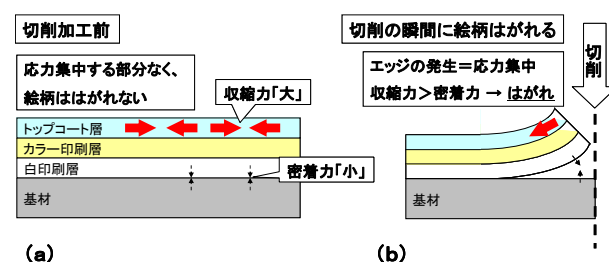 切削加工前
応力集中する部分なく、
絵柄ははがれない
収縮力「大」
トップコート層
カラー印刷層
白印刷層
密着力「小」
基材
(a)
切削の瞬間に絵柄はがれる
切削
エッジの発生＝応力集中
収縮力＞密着力 → はがれ
基材
(b)